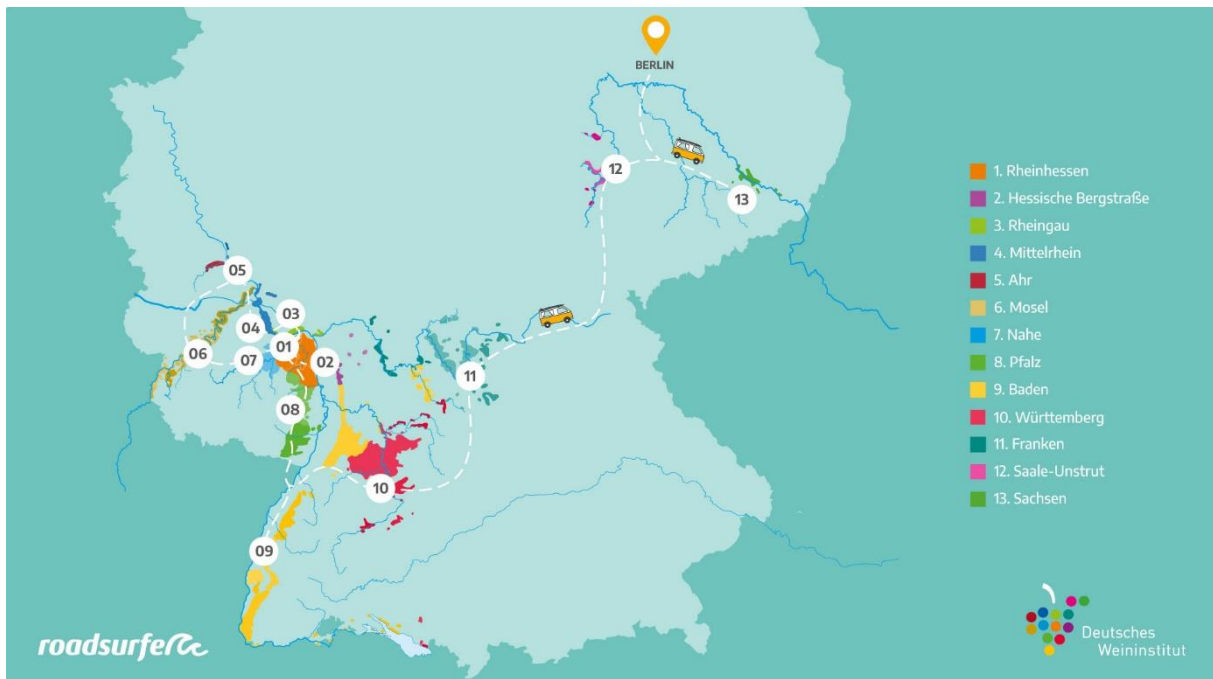 BERLIN
12
13
05
03
04
01
02
06
07
11
08
10
09
1. Rheinhessen
2. Hessische Bergstraße
3. Rheingau
4. Mittelrhein
5. Ahr
6. Mosel
7. Nahe
8. Pfalz
9. Baden
10. Württemberg
11. Franken
12. Saale-Unstrut
13. Sachsen
roadsurfer
Deutsches
Weininstitut